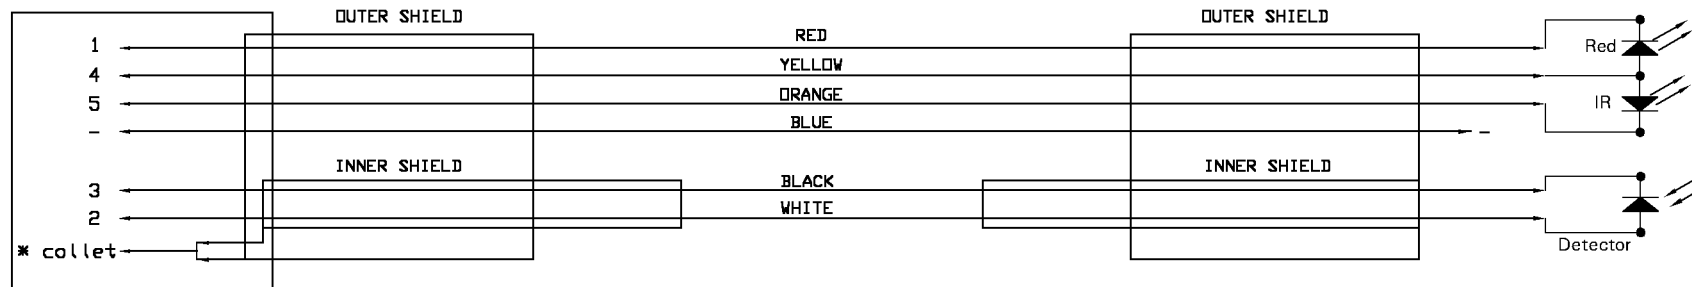 OUTER SHIELD OUTER SHIELD
1 RED Red
4 YELLOW
5 ORANGE IR
- BLUE -
INNER SHIELD INNER SHIELD
3 BLACK
2 WHITE
* collet Detector